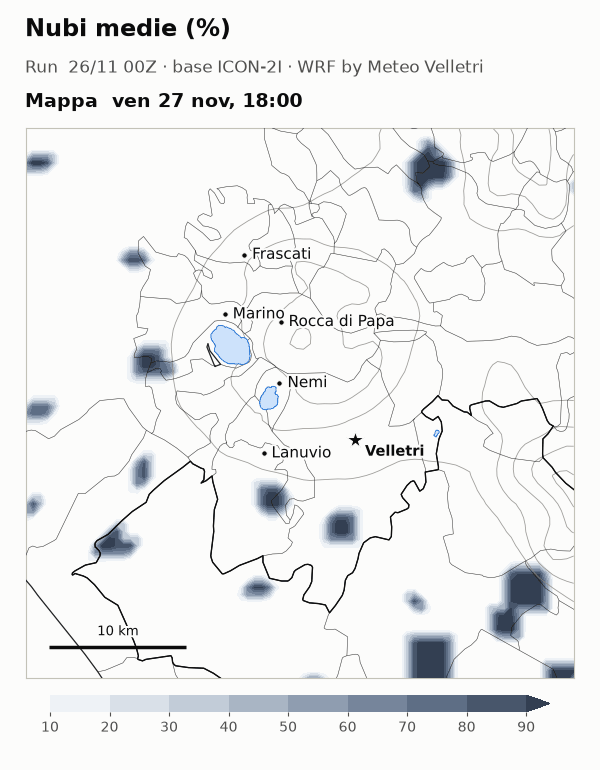 Nubi medie (%)
Run 26/11 00Z · base ICON-2I · WRF by Meteo Velletri
Mappa ven 27 nov, 18:00
Frascati
Marino
Rocca di Papa
Nemi
Velletri
Lanuvio
10 km
10 20 30 40 50 60 70 80 90